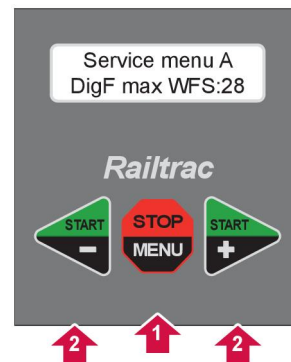 Service menu A
DigF max WFS:28
Railtrac
START
STOP
START
-
MENU
+
2
1
2